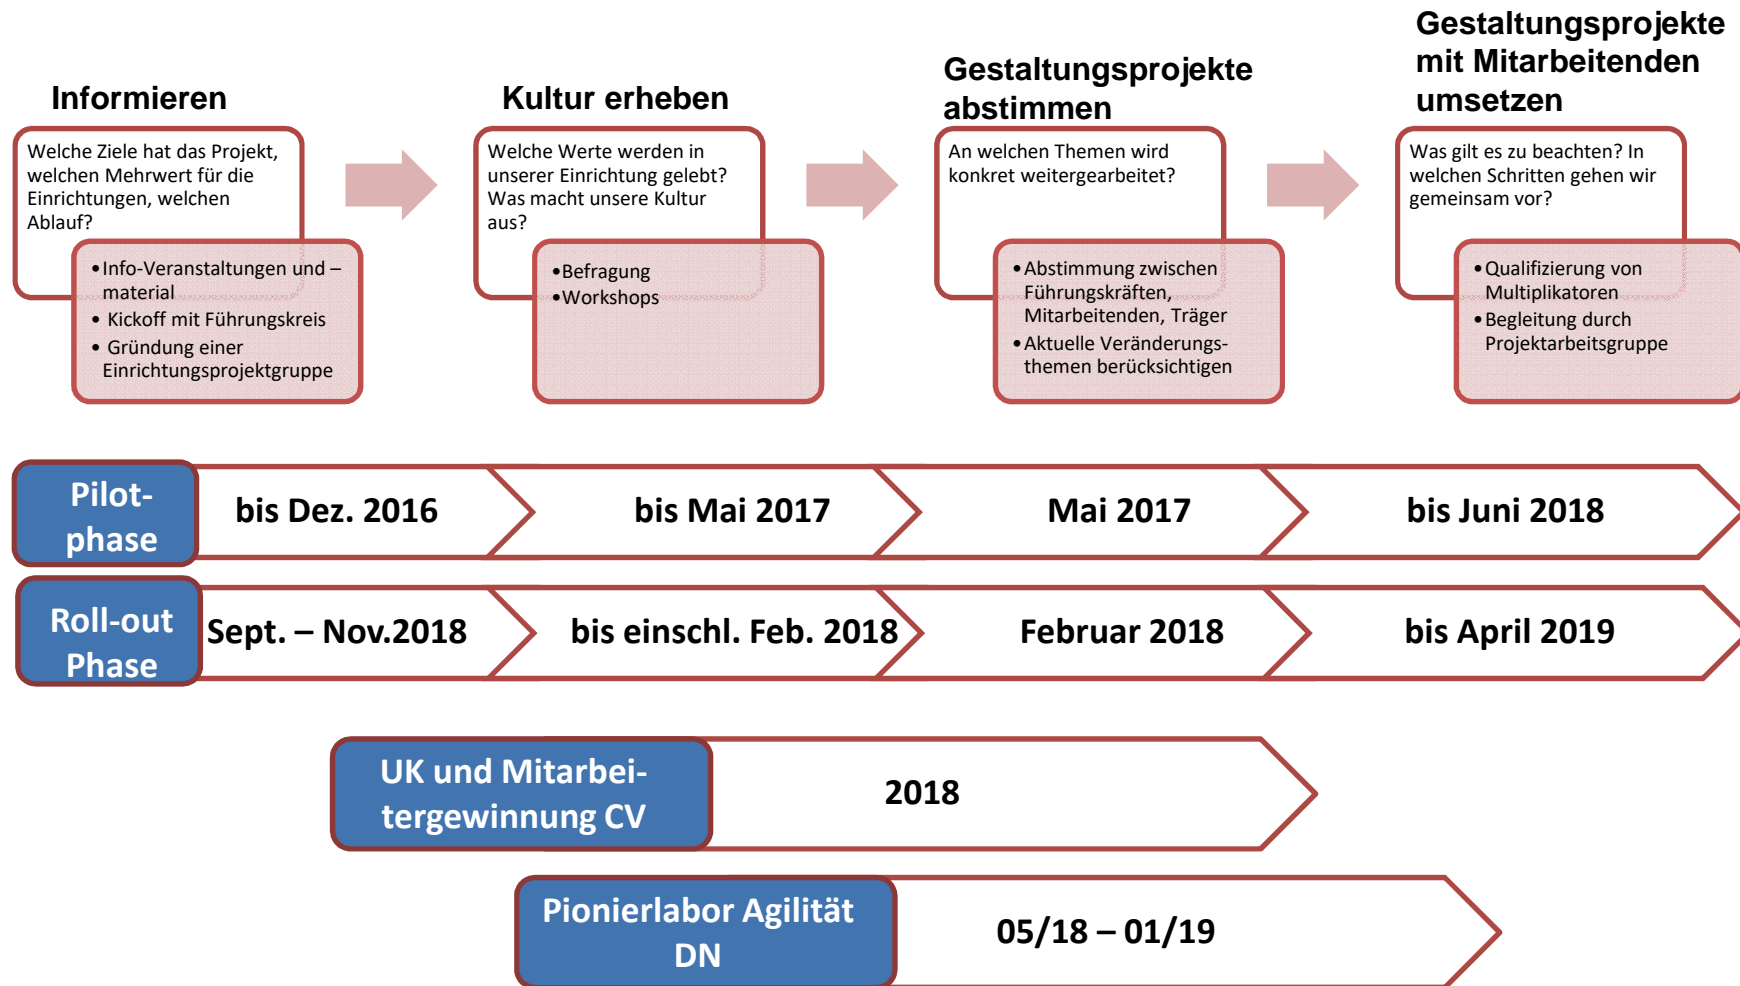 Informieren
Welche Ziele hat das Projekt,
welchen Mehrwert für die
Einrichtungen, welchen
Ablauf?
•Info-Veranstaltungen und –
material
• Kickoff mit Führungskreis
• Gründung einer
Einrichtungsprojektgruppe
Kultur erheben
Welche Werte werden in
unserer Einrichtung gelebt?
Was macht unsere Kultur
aus?
•Befragung
•Workshops
Gestaltungsprojekte
abstimmen
An welchen Themen wird
konkret weitergearbeitet?
•Abstimmung zwischen
Führungskräften,
Mitarbeitenden, Träger
•Aktuelle Veränderungs-
themen berücksichtigen
Gestaltungsprojekte
mit Mitarbeitenden
umsetzen
Was gilt es zu beachten? In
welchen Schritten gehen wir
gemeinsam vor?
•Qualifizierung von
Multiplikatoren
•Begleitung durch
Projektarbeitsgruppe
Pilot-
phase
bis Dez. 2016
bis Mai 2017
Mai 2017
bis Juni 2018
Roll-out
Phase
Sept. – Nov.2018
bis einschl. Feb. 2018
Februar 2018
bis April 2019
UK und Mitarbei-
tergewinnung CV
2018
Pionierlabor Agilität
DN
05/18 – 01/19